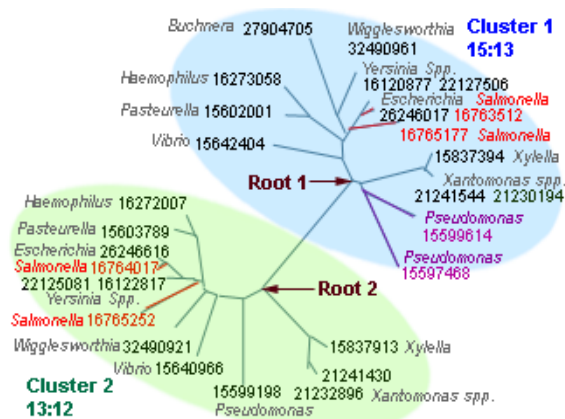 Buchnera 27904705
Wigglesworthia
32490961
Cluster 1
15:13
Yersinia Spp.
16120877 22127506
Haemophilus 16273058
Escherichia Salmonella
26246017 16763512
Pasteurella 15602001
16765177 Salmonella
Vibrio 15642404
15837394 Xylella
Root 1
Xantomonas spp.
21241544 21230194
Haemophilus 16272007
Pseudomonas
15599614
Pasteurella 15603789
Escherichia 26246616
Pseudomonas
15597468
Salmonella 16764017
22125081 16122817
Yersinia Spp.
Root 2
Salmonella 16765252
Wigglesworthia 32490921
15837913 Xylella
Vibrio 15640966
21241430
Cluster 2
13:12
15599198
Pseudomonas
21232896 Xantomonas spp.